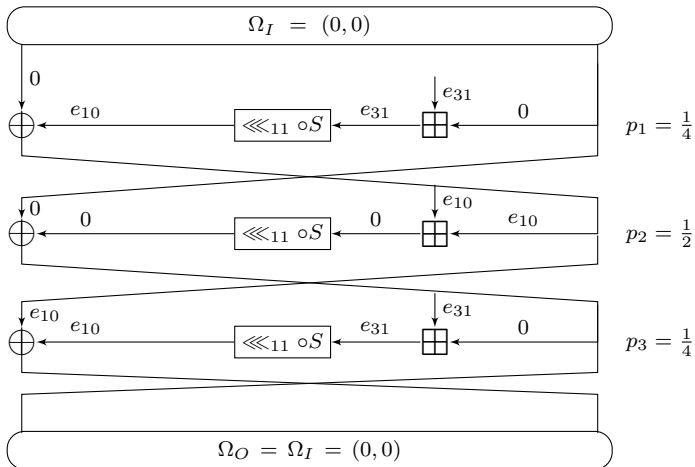 Ω_I = (0, 0)
0
e_31
e_10
⋘_11 ∘S
e_31
0
p_1 = 1/4
0
e_10
0
⋘_11 ∘S
0
e_10
p_2 = 1/2
e_10
e_31
e_10
⋘_11 ∘S
e_31
0
p_3 = 1/4
Ω_O = Ω_I = (0, 0)